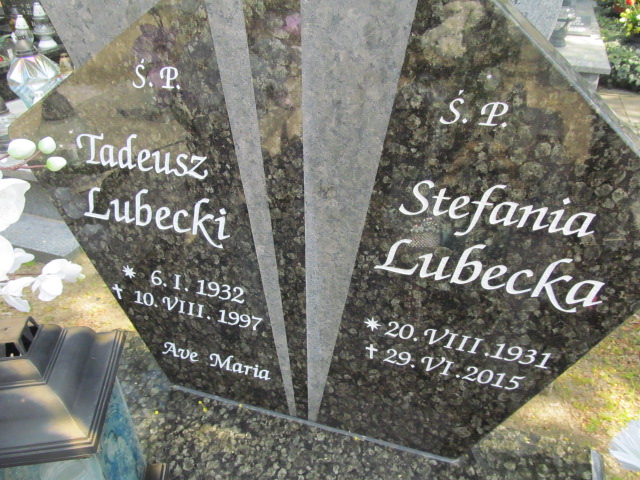 Ś. P.
Tadeusz
Lubecki
* 6. I. 1932
† 10. VIII. 1997
Ave Maria
Ś. P.
Stefania
Lubecka
* 20. VIII. 1931
† 29. VI. 2015